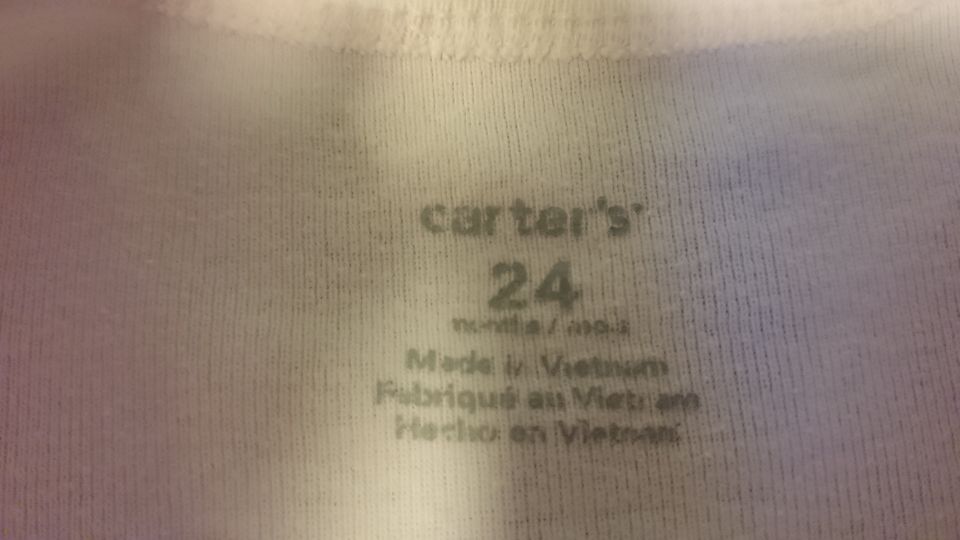 carter's
24
months / mois
Made in Vietnam
Fabriqué au Vietnam
Hecho en Vietnam